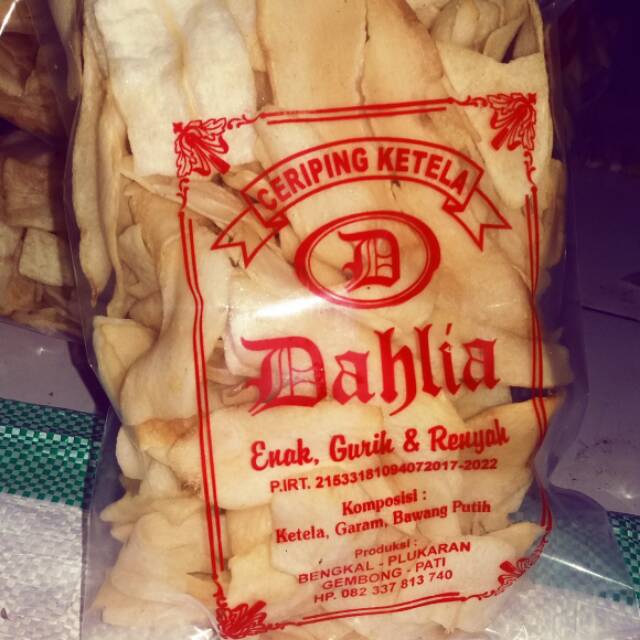 CERIPING KETELA
D
Dahlia
Enak, Gurih & Renyah
P.IRT. 21533181094072017-2022
Komposisi :
Ketela, Garam, Bawang Putih
Produksi :
BENGKAL - PLUKARAN
GEMBONG - PATI
HP. 082 337 813 740